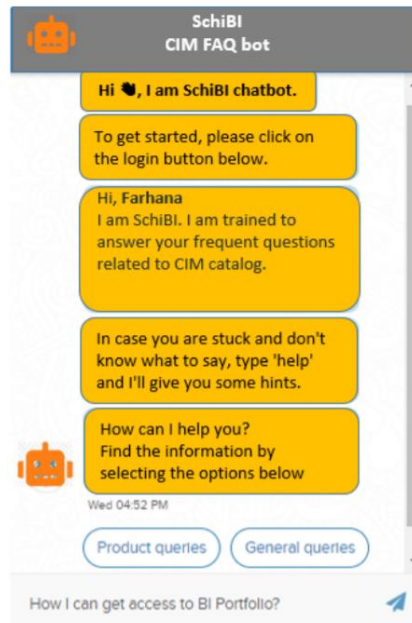 SchiBI
CIM FAQ bot
Hi 👋, I am SchiBI chatbot.
To get started, please click on
the login button below.
Hi, Farhana
I am SchiBI. I am trained to
answer your frequent questions
related to CIM catalog.
In case you are stuck and don't
know what to say, type 'help'
and I'll give you some hints.
How can I help you?
Find the information by
selecting the options below
Wed 04:52 PM
Product queries General queries
How I can get access to BI Portfolio?